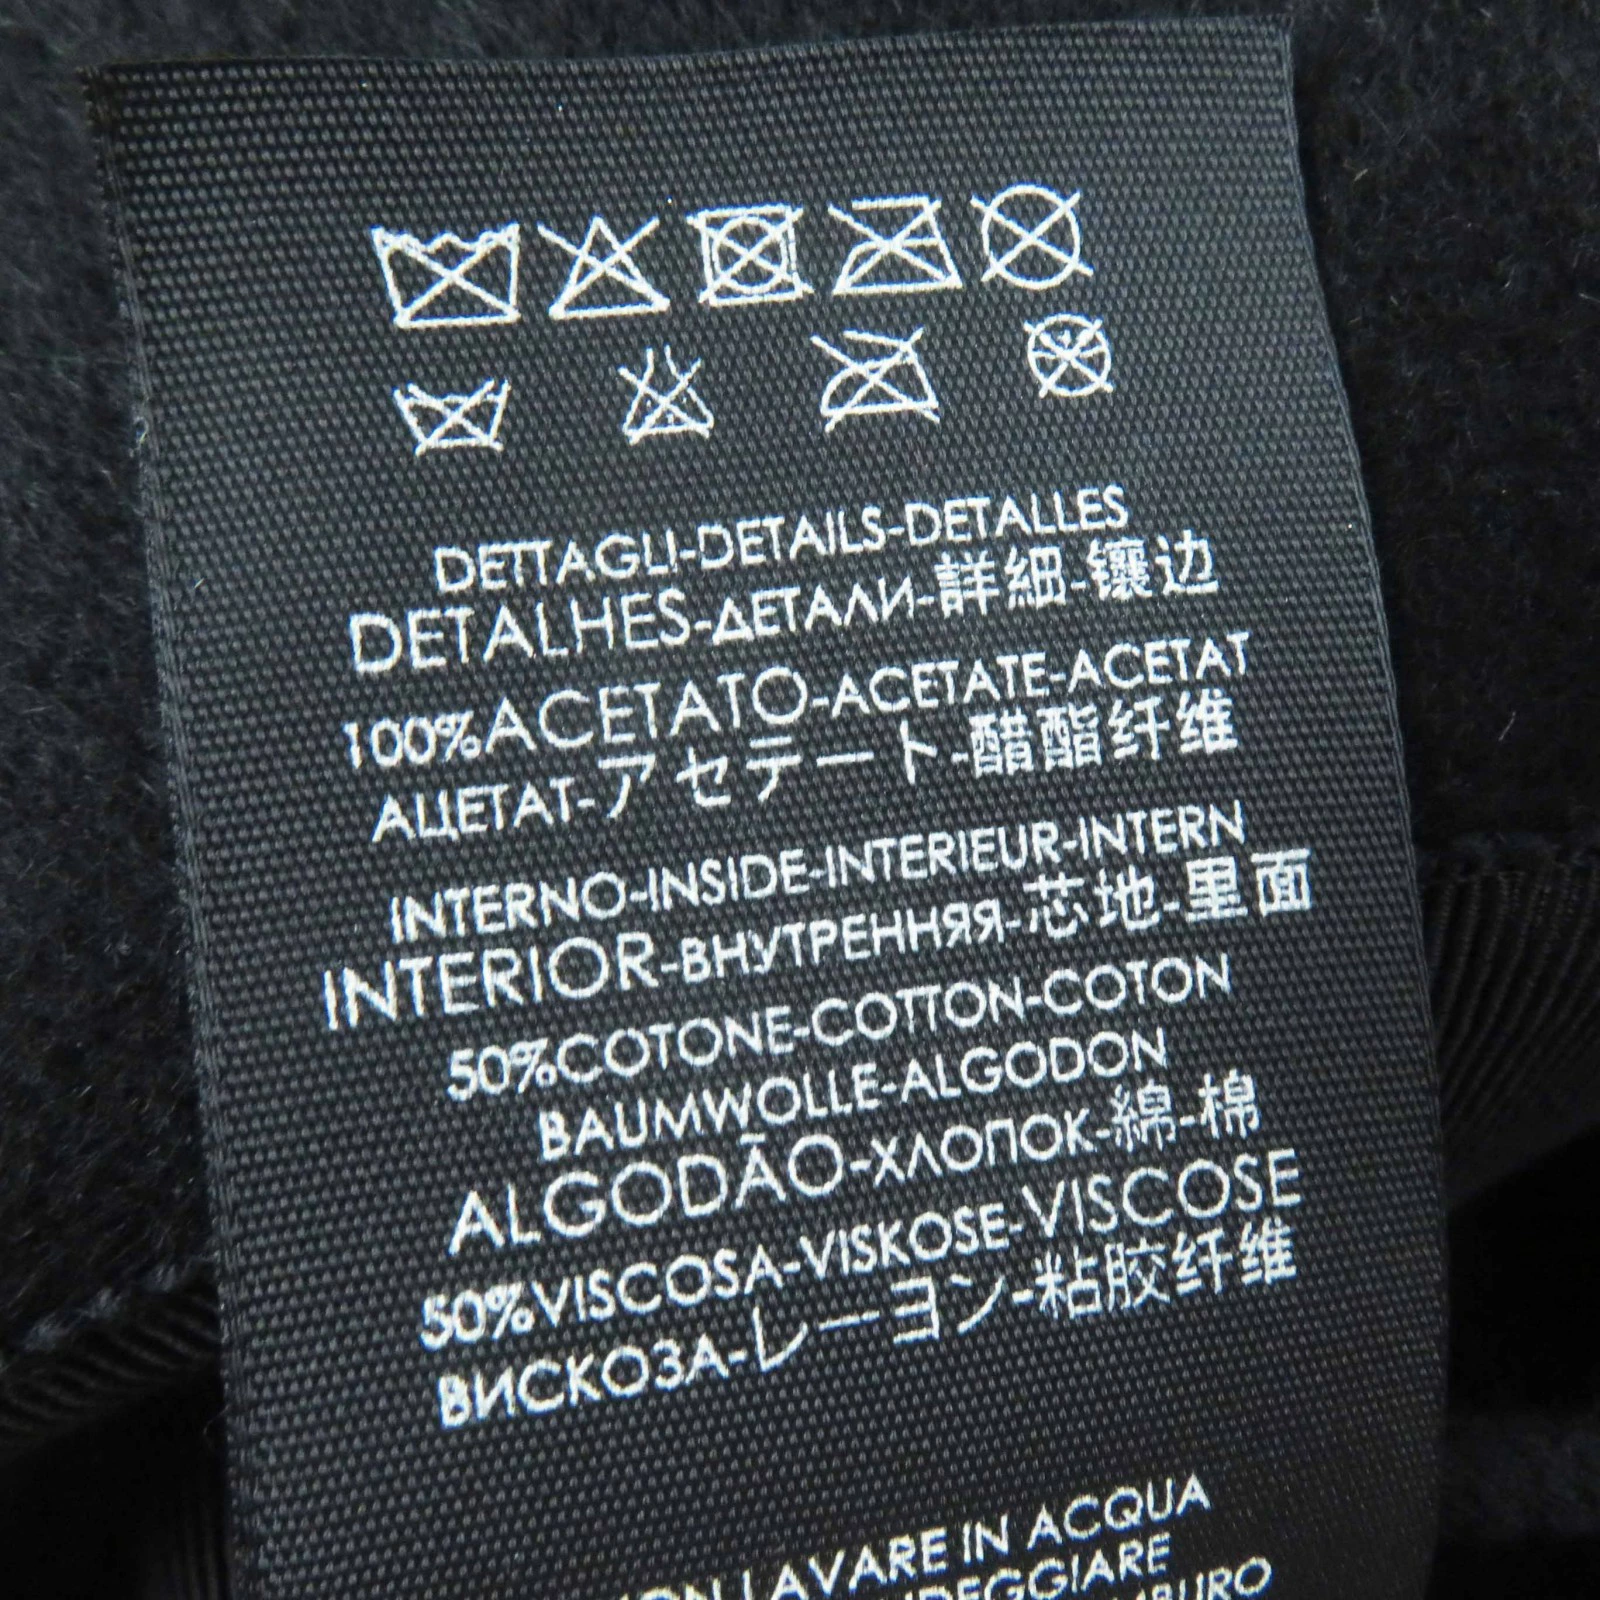 DETTAGLI-DETAILS-DETALLES
DETALHES-ДЕТАЛИ-詳細-镶边
100%ACETATO-ACETATE-ACETAT
АЦЕТАТ-アセテート-醋酯纤维
INTERNO-INSIDE-INTERIEUR-INTERN
INTERIOR-ВНУТРЕННЯЯ-芯地-里面
50%COTONE-COTTON-COTON
BAUMWOLLE-ALGODON
ALGODÃO-ХЛОПОК-綿-棉
50%VISCOSA-VISKOSE-VISCOSE
ВИСКОЗА-レーヨン-粘胶纤维
LAVARE IN ACQUA